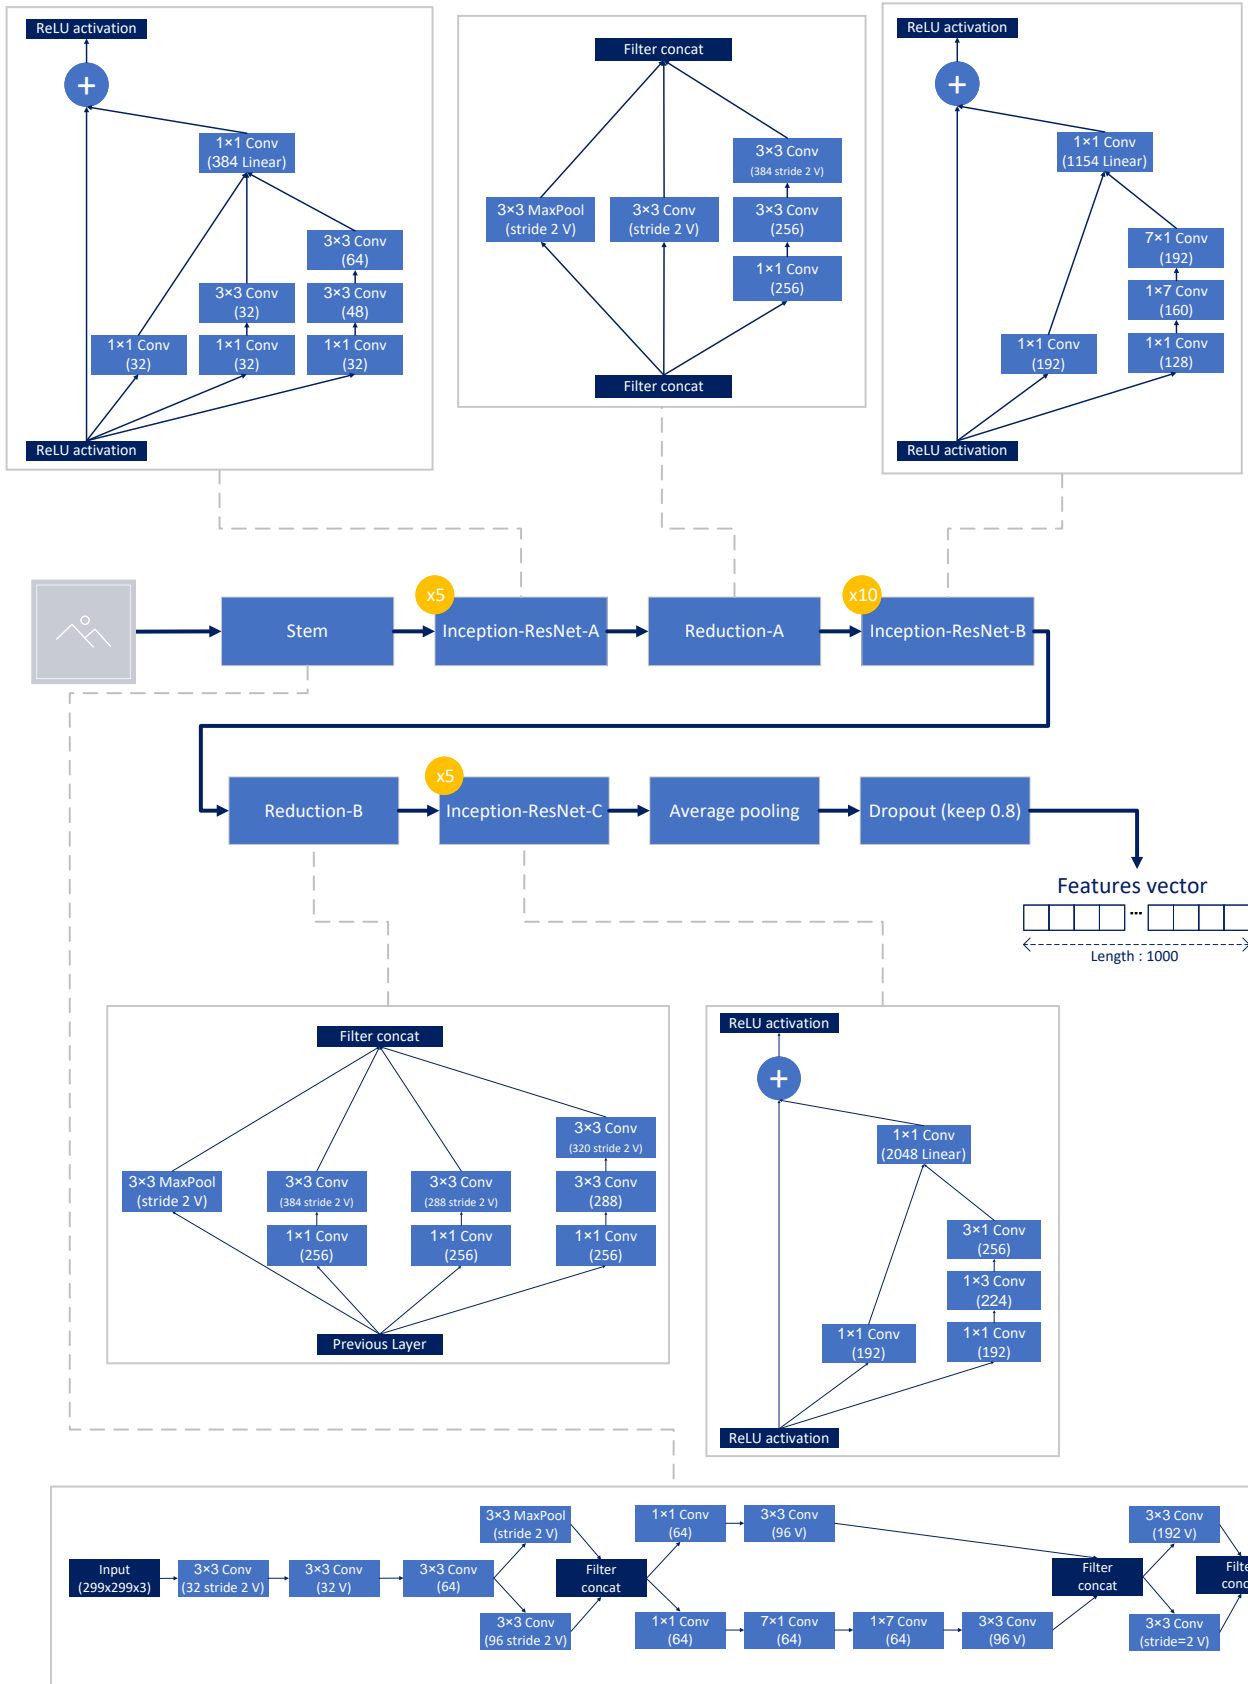 ReLU activation
+
1×1 Conv
(384 Linear)
3×3 Conv
(64)
3×3 Conv
(32)
3×3 Conv
(48)
1×1 Conv
(32)
1×1 Conv
(32)
1×1 Conv
(32)
ReLU activation
Filter concat
3×3 Conv
(384 stride 2 V)
3×3 MaxPool
(stride 2 V)
3×3 Conv
(stride 2 V)
3×3 Conv
(256)
1×1 Conv
(256)
Filter concat
ReLU activation
+
1×1 Conv
(1154 Linear)
7×1 Conv
(192)
1×7 Conv
(160)
1×1 Conv
(192)
1×1 Conv
(128)
ReLU activation
x5
x10
Stem
Inception-ResNet-A
Reduction-A
Inception-ResNet-B
x5
Reduction-B
Inception-ResNet-C
Average pooling
Dropout (keep 0.8)
Features vector
...
Length : 1000
Filter concat
3×3 Conv
(320 stride 2 V)
3×3 MaxPool
(stride 2 V)
3×3 Conv
(384 stride 2 V)
3×3 Conv
(288 stride 2 V)
3×3 Conv
(288)
1×1 Conv
(256)
1×1 Conv
(256)
1×1 Conv
(256)
Previous Layer
ReLU activation
+
1×1 Conv
(2048 Linear)
3×1 Conv
(256)
1×3 Conv
(224)
1×1 Conv
(192)
1×1 Conv
(192)
ReLU activation
Input
(299x299x3)
3×3 Conv
(32 stride 2 V)
3×3 Conv
(32 V)
3×3 Conv
(64)
3×3 MaxPool
(stride 2 V)
3×3 Conv
(96 stride 2 V)
Filter
concat
1×1 Conv
(64)
3×3 Conv
(96 V)
1×1 Conv
(64)
7×1 Conv
(64)
1×7 Conv
(64)
3×3 Conv
(96 V)
Filter
concat
3×3 Conv
(192 V)
3×3 Conv
(stride=2 V)